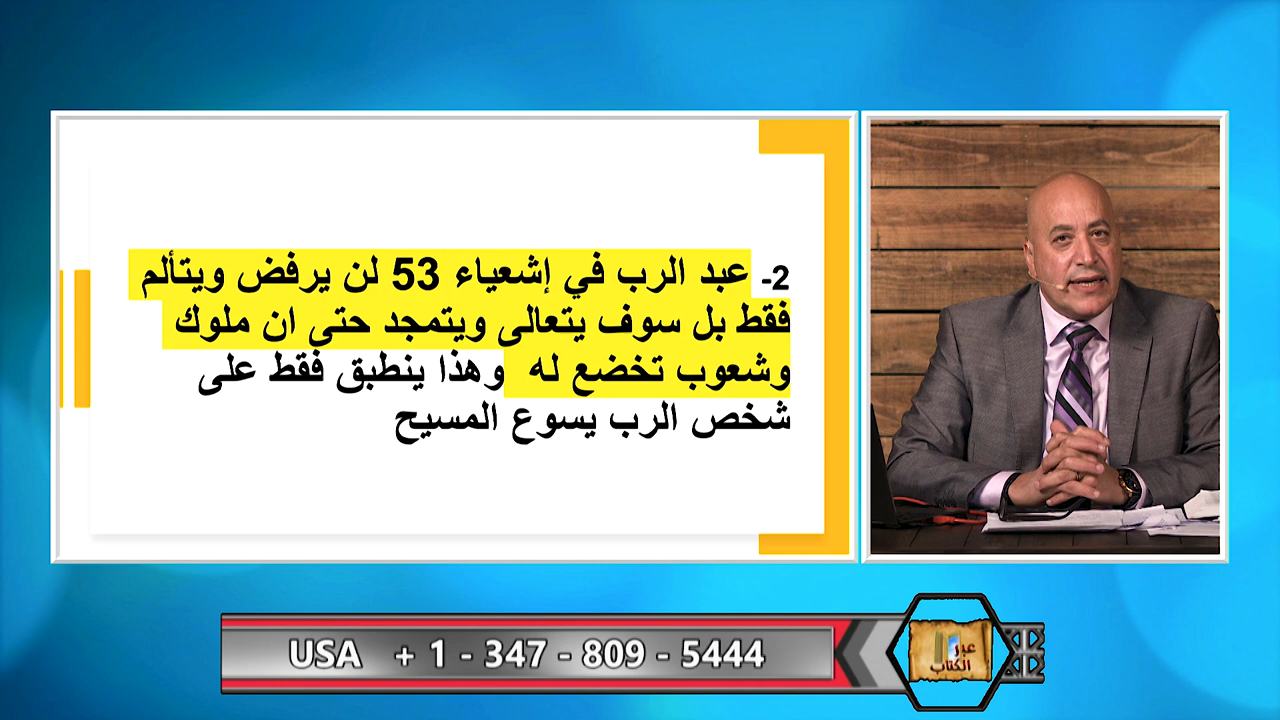 2- عبد الرب في إشعياء 53 لن يرفض ويتألم
فقط بل سوف يتعالى ويتمجد حتى ان ملوك
وشعوب تخضع له وهذا ينطبق فقط على
شخص الرب يسوع المسيح
USA + 1 - 347 - 809 - 5444
عبر
الكتاب